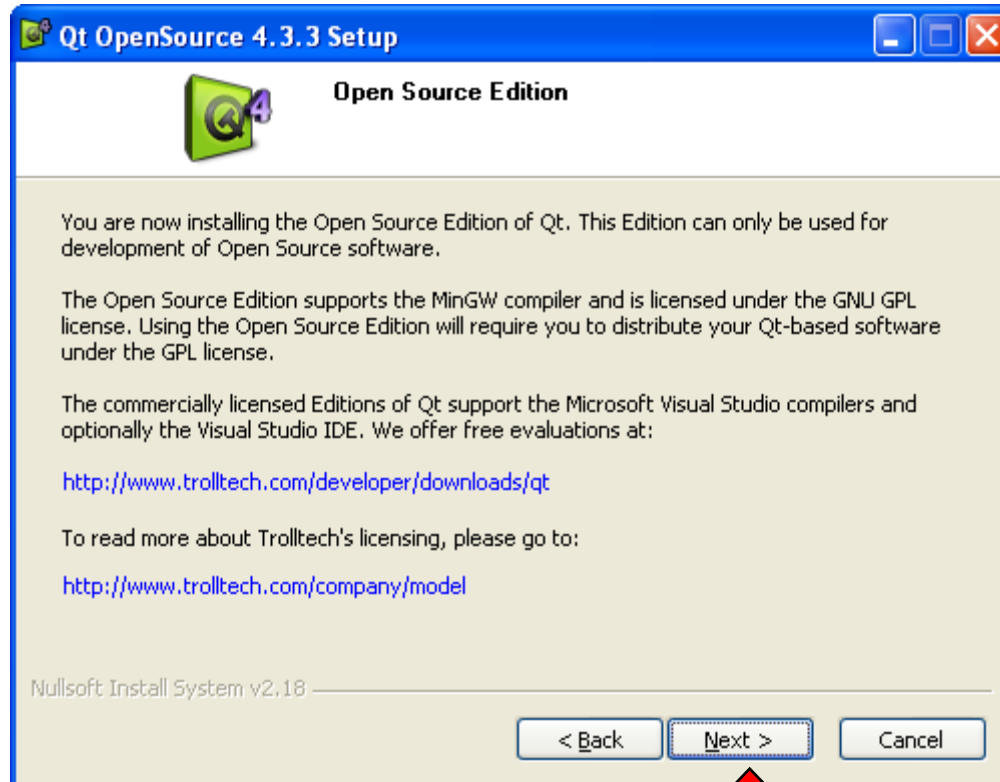 Qt OpenSource 4.3.3 Setup
Open Source Edition
You are now installing the Open Source Edition of Qt. This Edition can only be used for
development of Open Source software.
The Open Source Edition supports the MinGW compiler and is licensed under the GNU GPL
license. Using the Open Source Edition will require you to distribute your Qt-based software
under the GPL license.
The commercially licensed Editions of Qt support the Microsoft Visual Studio compilers and
optionally the Visual Studio IDE. We offer free evaluations at:
http://www.trolltech.com/developer/downloads/qt
To read more about Trolltech's licensing, please go to:
http://www.trolltech.com/company/model
Nullsoft Install System v2.18
< Back Next > Cancel